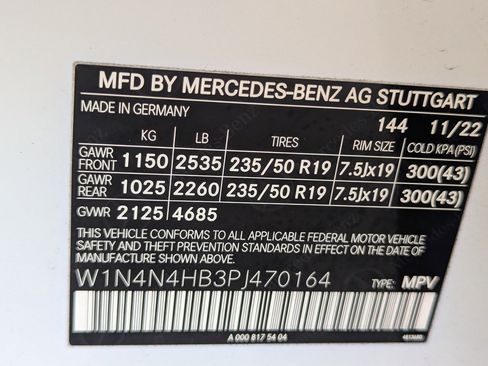 MFD BY MERCEDES-BENZ AG STUTTGART
MADE IN GERMANY 144 11/22
KG LB TIRES RIM SIZE COLD KPA (PSI)
GAWR FRONT 1150 2535 235/50 R19 7.5Jx19 300(43)
GAWR REAR 1025 2260 235/50 R19 7.5Jx19 300(43)
GVWR 2125 4685
THIS VEHICLE CONFORMS TO ALL APPLICABLE FEDERAL MOTOR VEHICLE
SAFETY AND THEFT PREVENTION STANDARDS IN EFFECT ON THE DATE
OF MANUFACTURE SHOWN ABOVE.
W1N4N4HB3PJ470164 TYPE: MPV
A 000 817 54 04